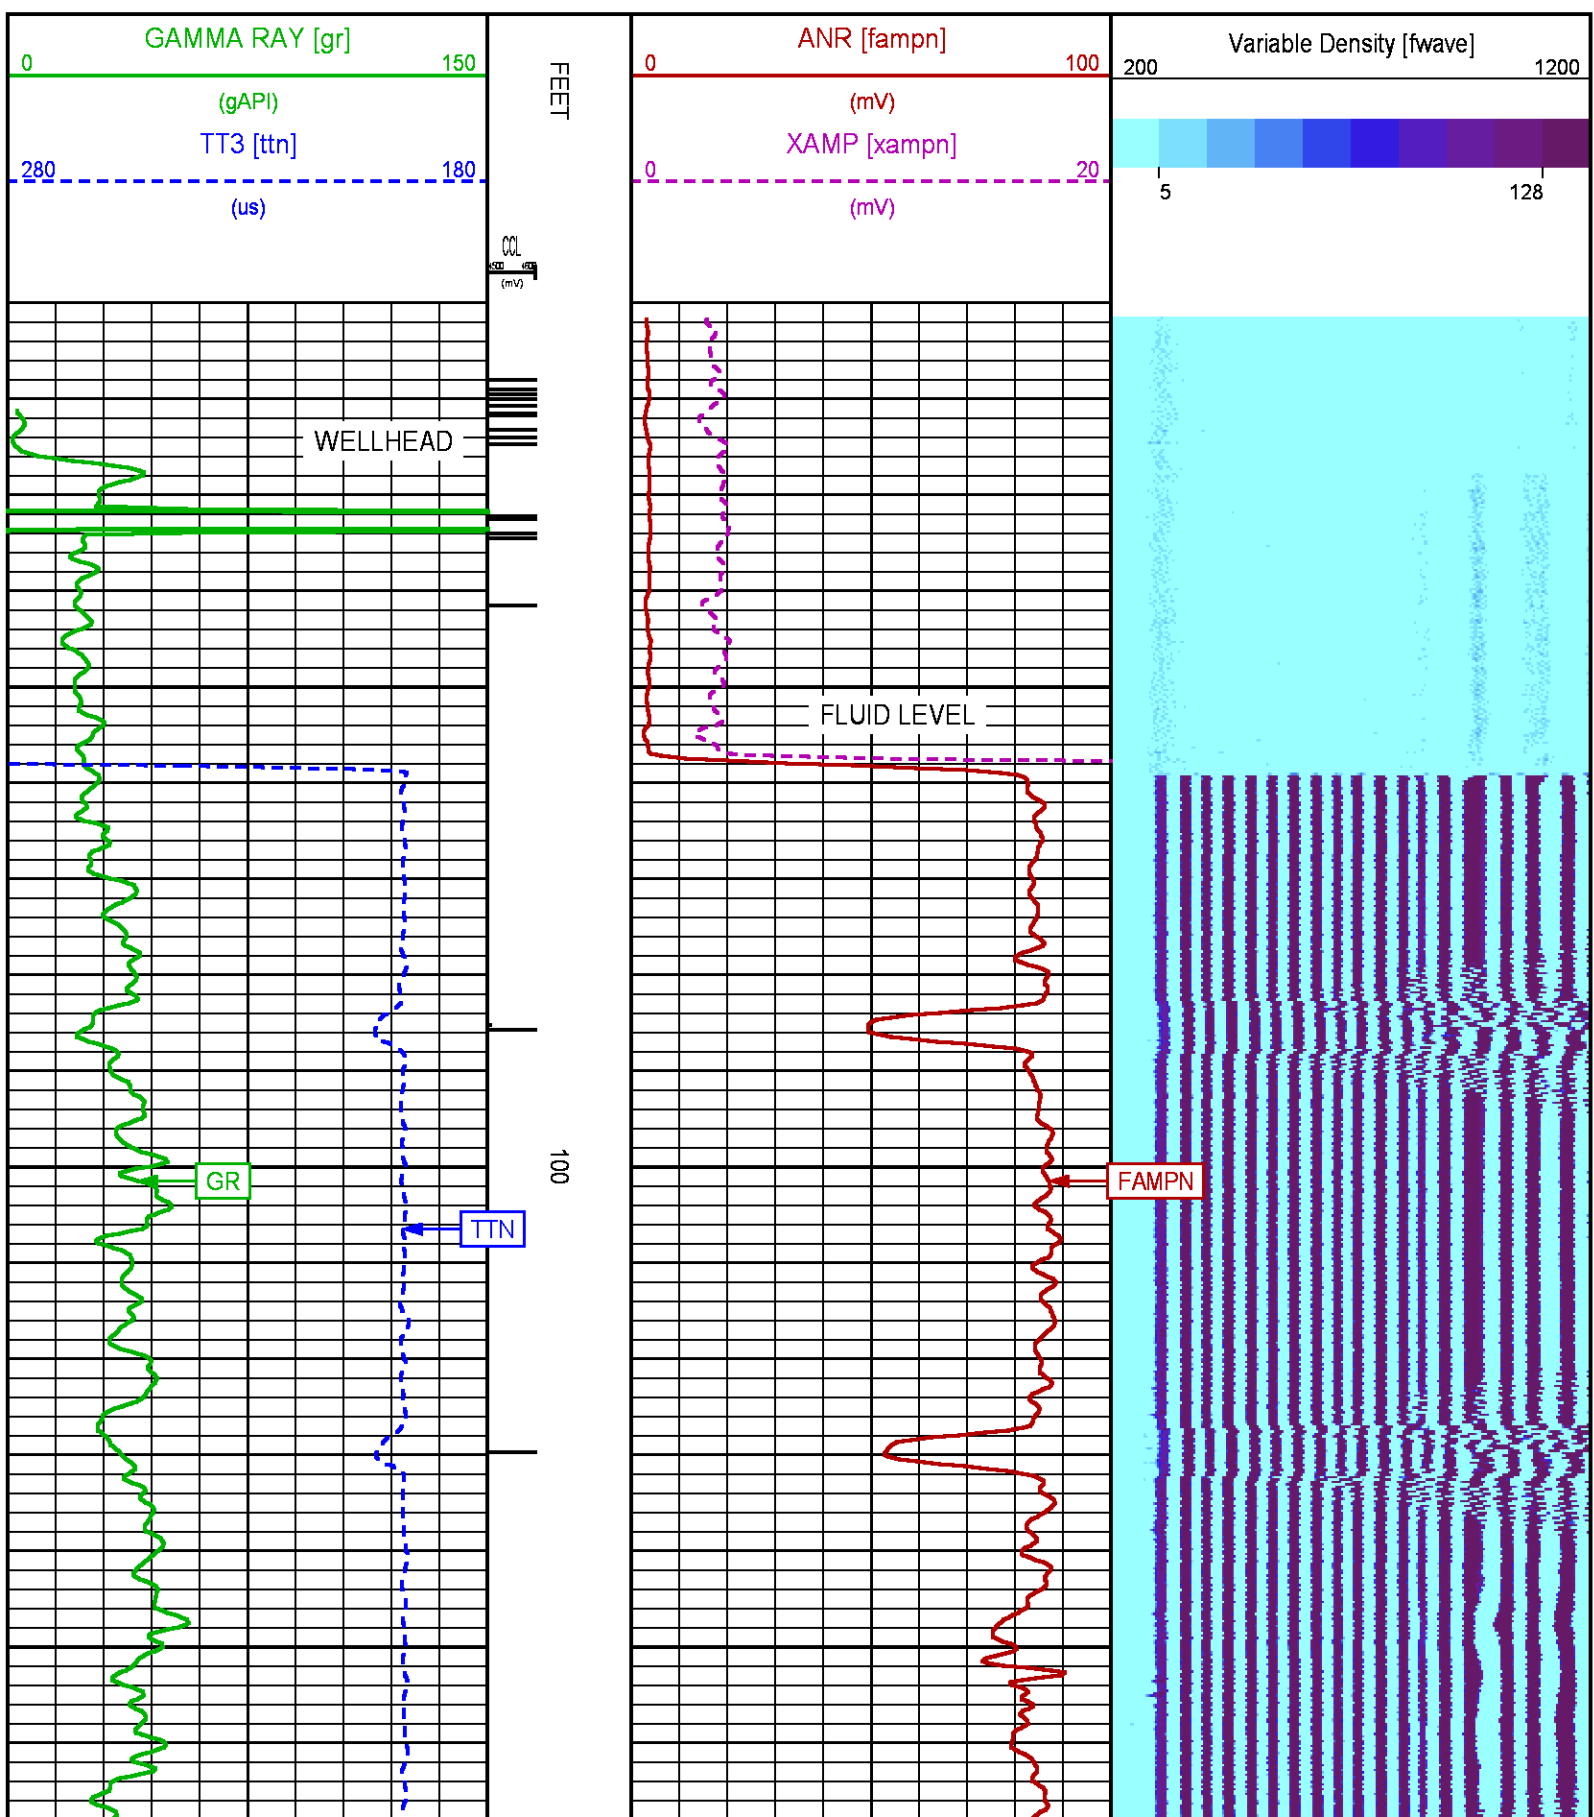 GAMMA RAY [gr]
0 150
(gAPI)
TT3 [ttn]
280 180
(us)
FEET
CCL
(mV)
ANR [fampn]
0 100
(mV)
XAMP [xampn]
0 20
(mV)
Variable Density [fwave]
200 1200
5 128
WELLHEAD
FLUID LEVEL
100
GR
TTN
FAMPN